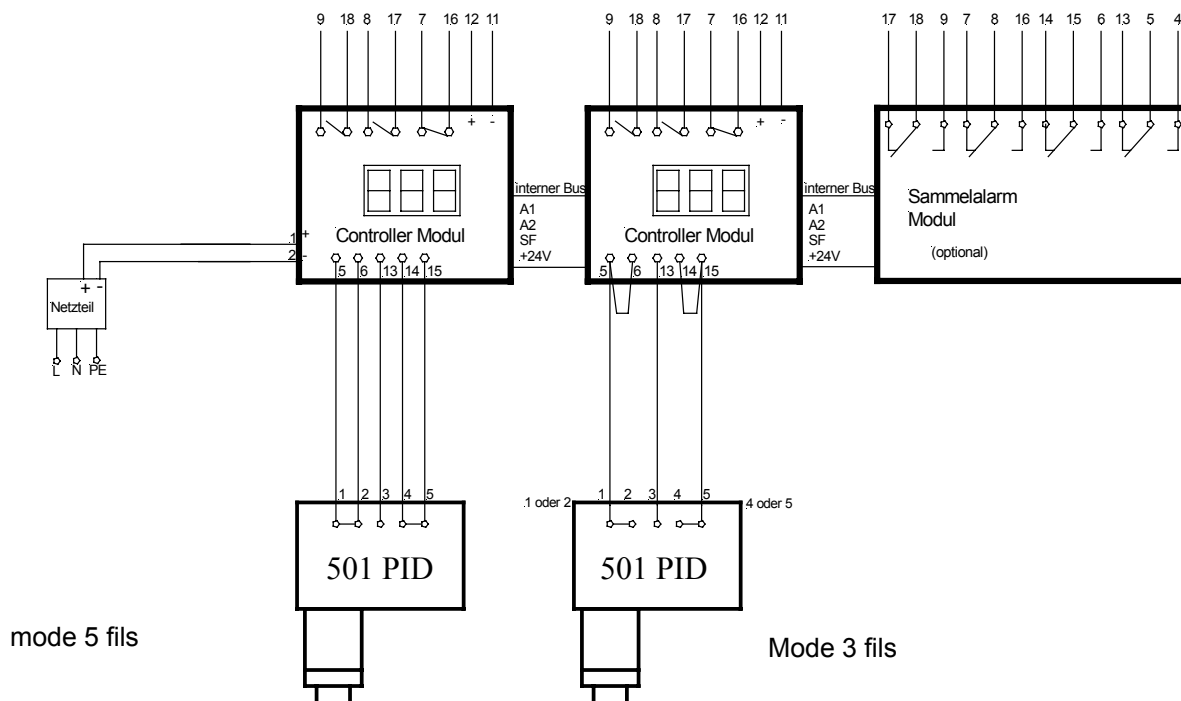 9 18 8 17 7 16 12 11
9 18 8 17 7 16 12 11
17 18 9 7 8 16 14 15 6 13 5 4
+ -
+ -
interner Bus
A1
A2
SF
+24V
interner Bus
A1
A2
SF
+24V
Sammelalarm
Modul
(optional)
Controller Modul
Controller Modul
1 +
2 -
5 6 13 14 15
5 6 13 14 15
+ -
Netzteil
L N PE
1 2 3 4 5
1 oder 2
1 2 3 4 5
4 oder 5
501 PID
501 PID
mode 5 fils
Mode 3 fils